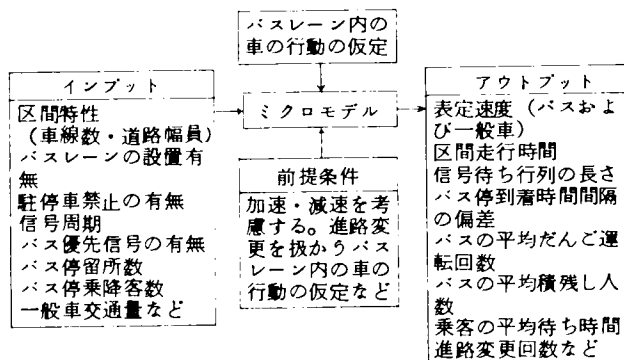 バスレーン内の
車の行動の仮定
インプット
区間特性
(車線数・道路幅員)
バスレーンの設置有
無
駐停車禁止の有無
信号周期
バス優先信号の有無
バス停留所数
バス停乗降客数
一般車交通量など
ミクロモデル
前提条件
加速・減速を考
慮する。進路変
更を扱かうバス
レーン内の車の
行動の仮定など
アウトプット
表定速度(バスおよ
び一般車)
区間走行時間
信号待ち行列の長さ
バス停到着時間間隔
の偏差
バスの平均だんご運
転回数
バスの平均積残し人
数
乗客の平均待ち時間
進路変更回数など